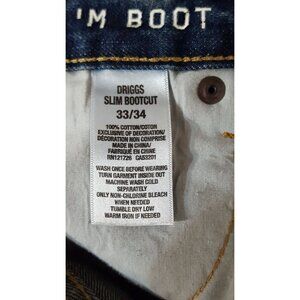 'M BOOT
DRIGGS
SLIM BOOTCUT
33/34
100% COTTON/COTON
EXCLUSIVE OF DECORATION/
DÉCORATION NON COMPRISE
MADE IN CHINA/
FABRIQUÉ EN CHINE
RN121726 CA53201
WASH ONCE BEFORE WEARING
TURN GARMENT INSIDE OUT
MACHINE WASH COLD
SEPARATELY
ONLY NON-CHLORINE BLEACH
WHEN NEEDED
TUMBLE DRY LOW
WARM IRON IF NEEDED